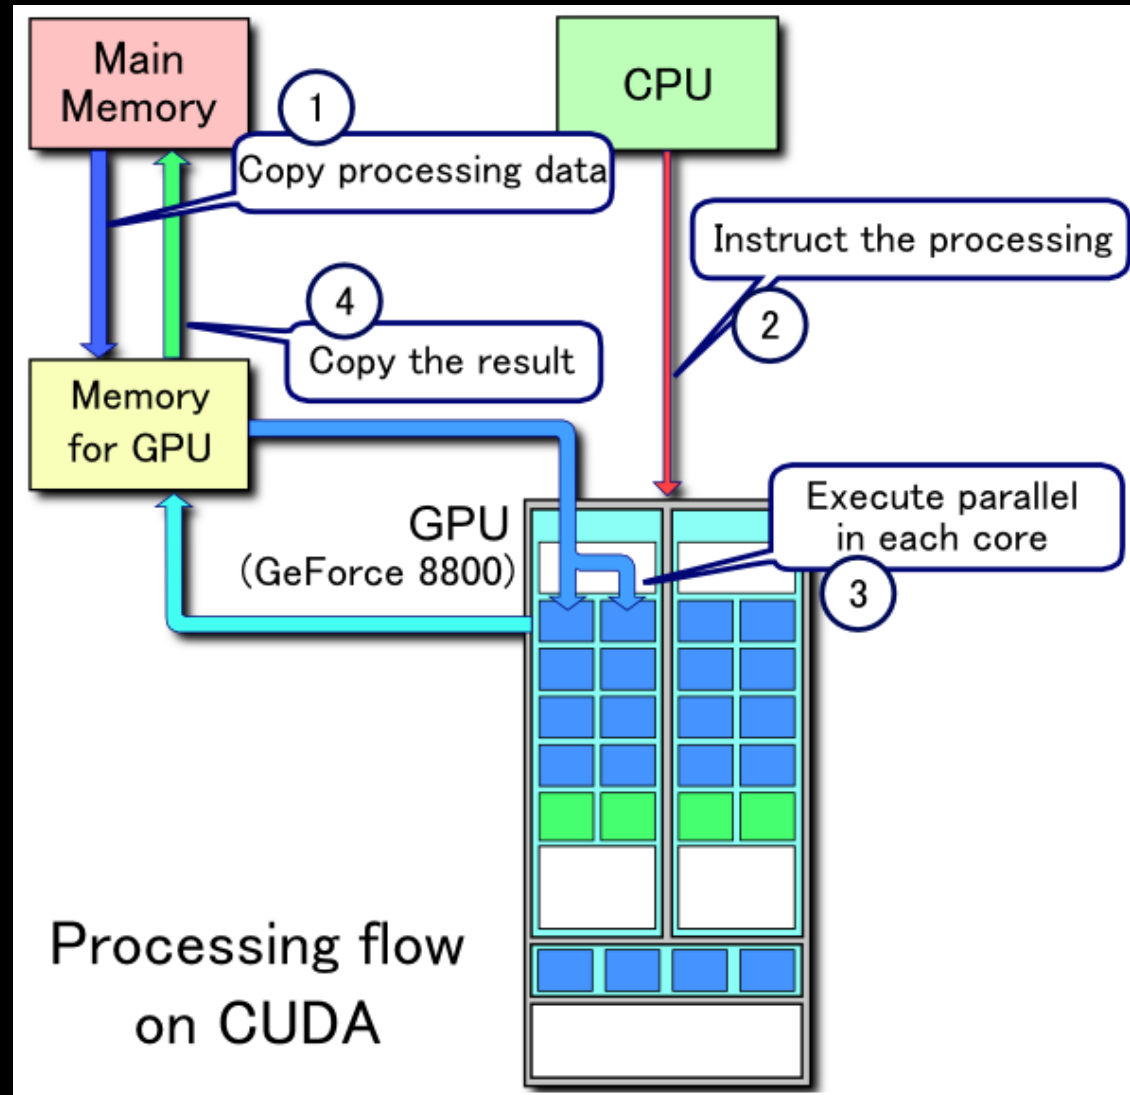 Main
Memory
CPU
1
Copy processing data
Instruct the processing
2
4
Copy the result
Memory
for GPU
GPU
(GeForce 8800)
Execute parallel
in each core
3
Processing flow
on CUDA